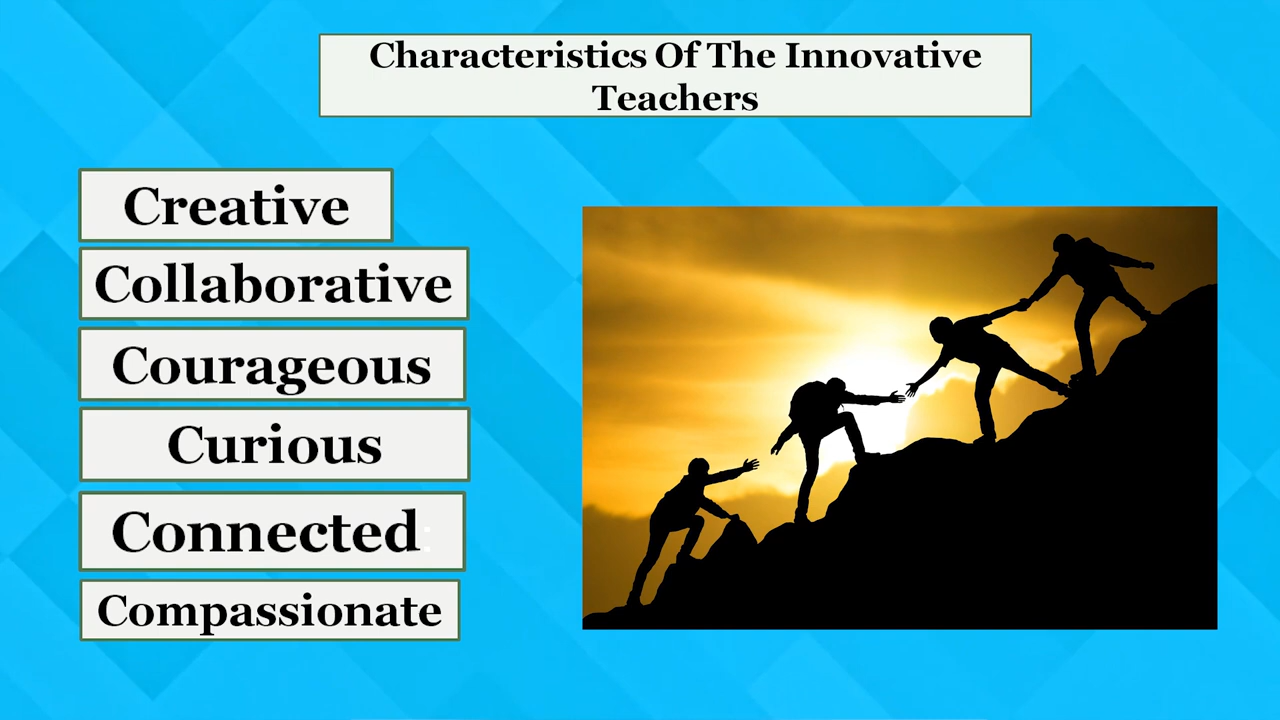 Characteristics Of The Innovative
Teachers
Creative
Collaborative
Courageous
Curious
Connected:
Compassionate